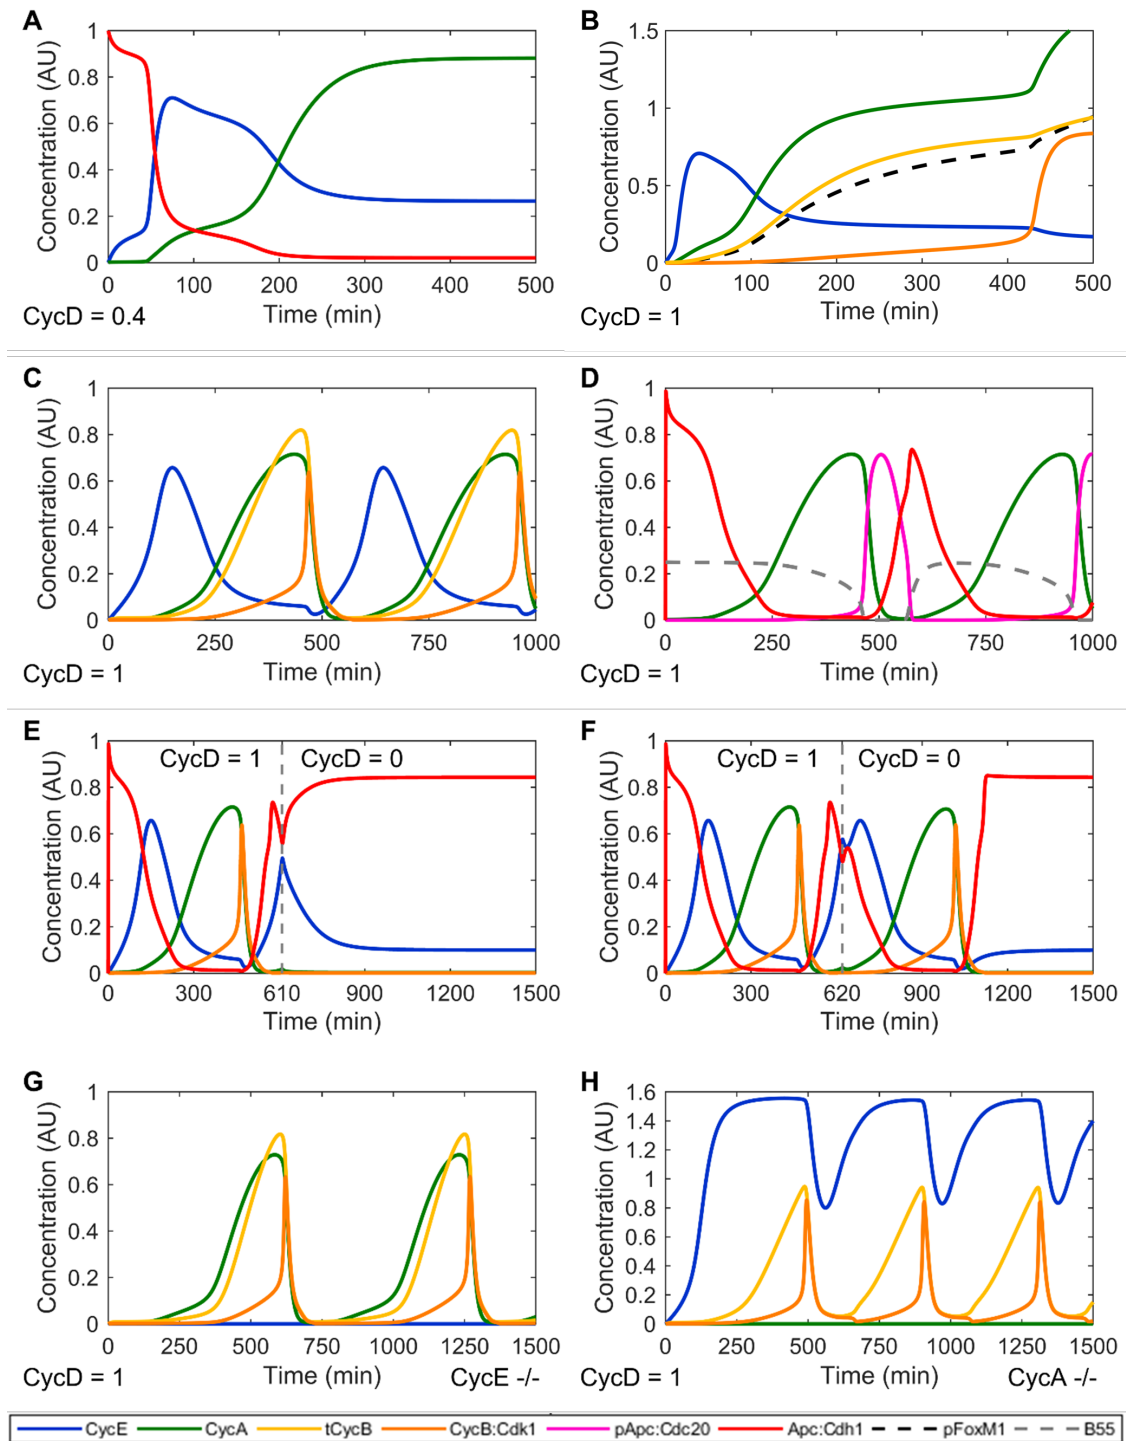 A
B
1
0.8
0.6
0.4
0.2
0
Concentration (AU)
0 100 200 300 400 500
Time (min)
CycD = 0.4
1.5
1
0.5
0
Concentration (AU)
0 100 200 300 400 500
Time (min)
CycD = 1
C
D
1
0.8
0.6
0.4
0.2
0
Concentration (AU)
0 250 500 750 1000
Time (min)
CycD = 1
1
0.8
0.6
0.4
0.2
0
Concentration (AU)
0 250 500 750 1000
Time (min)
CycD = 1
E
F
CycD = 1 CycD = 0
1
0.8
0.6
0.4
0.2
0
Concentration (AU)
0 300 610 900 1200 1500
Time (min)
CycD = 1 CycD = 0
1
0.8
0.6
0.4
0.2
0
Concentration (AU)
0 300 620 900 1200 1500
Time (min)
G
H
1
0.8
0.6
0.4
0.2
0
Concentration (AU)
0 250 500 750 1000 1250 1500
Time (min)
CycD = 1 CycE -/-
1.6
1.4
1.2
1
0.8
0.6
0.4
0.2
0
Concentration (AU)
0 250 500 750 1000 1250 1500
Time (min)
CycD = 1 CycA -/-
CycE CycA tCycB CycB:Cdk1 pApc:Cdc20 Apc:Cdh1 pFoxM1 B55